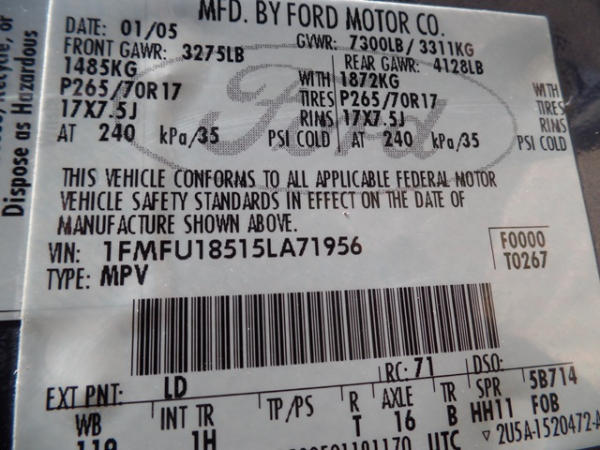 or Recycle,
Dispose as Hazardous
MFD. BY FORD MOTOR CO.
DATE: 01/05 GVWR: 7300LB/ 3311KG
FRONT GAWR: 3275LB REAR GAWR: 4128LB
1485KG WITH 1872KG WITH
P265/70R17 TIRES P265/70R17 TIRES
17X7.5J RIMS 17X7.5J RIMS
AT 240 kPa/35 PSI COLD AT 240 kPa/35 PSI COLD
Ford
THIS VEHICLE CONFORMS TO ALL APPLICABLE FEDERAL MOTOR
VEHICLE SAFETY STANDARDS IN EFFECT ON THE DATE OF
MANUFACTURE SHOWN ABOVE.
VIN: 1FMFU18515LA71956 F0000
TYPE: MPV T0267
EXT PNT: LD RC: 71 DSO:
WB INT TR TP/PS R AXLE TR SPR 5B714
119 1H T 16 B HH11 FOB
UTC ▽ 2U5A-1520472-A